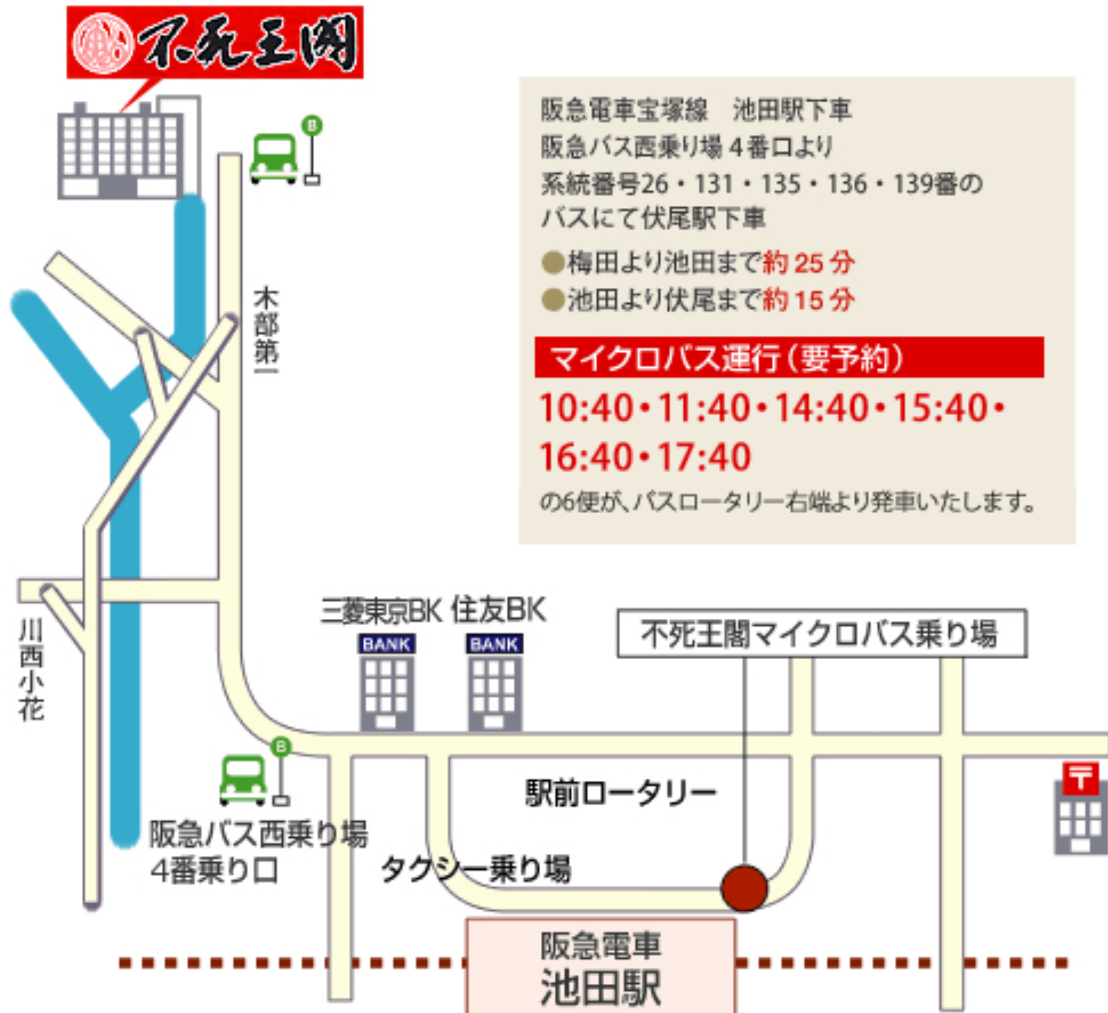 不死王閣
阪急電車宝塚線　池田駅下車
阪急バス西乗り場4番口より
系統番号26・131・135・136・139番の
バスにて伏尾駅下車
●梅田より池田まで約25分
●池田より伏尾まで約15分
マイクロバス運行（要予約）
10:40・11:40・14:40・15:40・
16:40・17:40
の6便が、バスロータリー右端より発車いたします。
B
木部第一
川西小花
三菱東京BK
住友BK
BANK
BANK
不死王閣マイクロバス乗り場
B
駅前ロータリー
〒
阪急バス西乗り場
4番乗り口
タクシー乗り場
阪急電車
池田駅